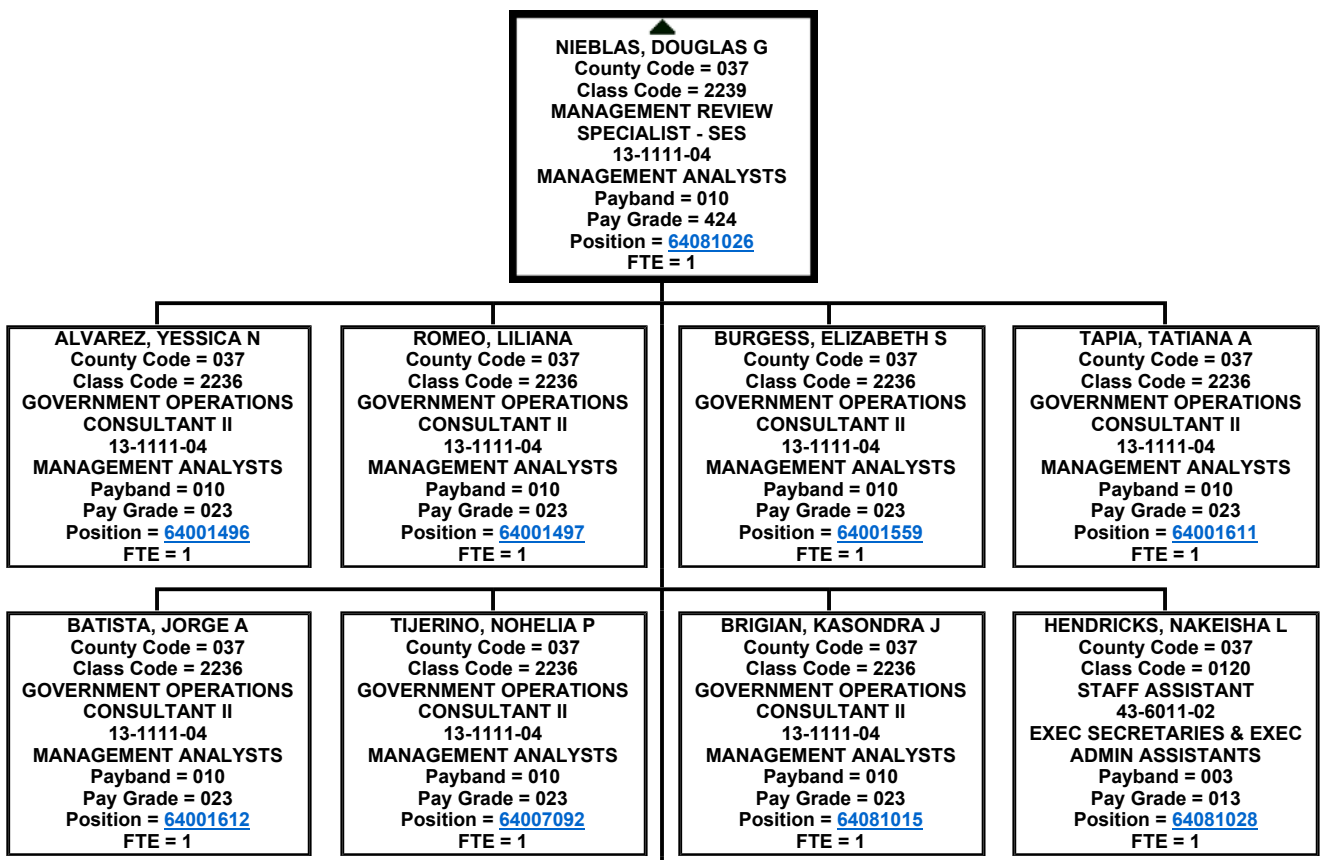 NIEBLAS, DOUGLAS G
County Code = 037
Class Code = 2239
MANAGEMENT REVIEW
SPECIALIST - SES
13-1111-04
MANAGEMENT ANALYSTS
Payband = 010
Pay Grade = 424
Position = 64081026
FTE = 1
ALVAREZ, YESSICA N
County Code = 037
Class Code = 2236
GOVERNMENT OPERATIONS
CONSULTANT II
13-1111-04
MANAGEMENT ANALYSTS
Payband = 010
Pay Grade = 023
Position = 64001496
FTE = 1
ROMEO, LILIANA
County Code = 037
Class Code = 2236
GOVERNMENT OPERATIONS
CONSULTANT II
13-1111-04
MANAGEMENT ANALYSTS
Payband = 010
Pay Grade = 023
Position = 64001497
FTE = 1
BURGESS, ELIZABETH S
County Code = 037
Class Code = 2236
GOVERNMENT OPERATIONS
CONSULTANT II
13-1111-04
MANAGEMENT ANALYSTS
Payband = 010
Pay Grade = 023
Position = 64001559
FTE = 1
TAPIA, TATIANA A
County Code = 037
Class Code = 2236
GOVERNMENT OPERATIONS
CONSULTANT II
13-1111-04
MANAGEMENT ANALYSTS
Payband = 010
Pay Grade = 023
Position = 64001611
FTE = 1
BATISTA, JORGE A
County Code = 037
Class Code = 2236
GOVERNMENT OPERATIONS
CONSULTANT II
13-1111-04
MANAGEMENT ANALYSTS
Payband = 010
Pay Grade = 023
Position = 64001612
FTE = 1
TIJERINO, NOHELIA P
County Code = 037
Class Code = 2236
GOVERNMENT OPERATIONS
CONSULTANT II
13-1111-04
MANAGEMENT ANALYSTS
Payband = 010
Pay Grade = 023
Position = 64007092
FTE = 1
BRIGIAN, KASONDRA J
County Code = 037
Class Code = 2236
GOVERNMENT OPERATIONS
CONSULTANT II
13-1111-04
MANAGEMENT ANALYSTS
Payband = 010
Pay Grade = 023
Position = 64081015
FTE = 1
HENDRICKS, NAKEISHA L
County Code = 037
Class Code = 0120
STAFF ASSISTANT
43-6011-02
EXEC SECRETARIES & EXEC
ADMIN ASSISTANTS
Payband = 003
Pay Grade = 013
Position = 64081028
FTE = 1